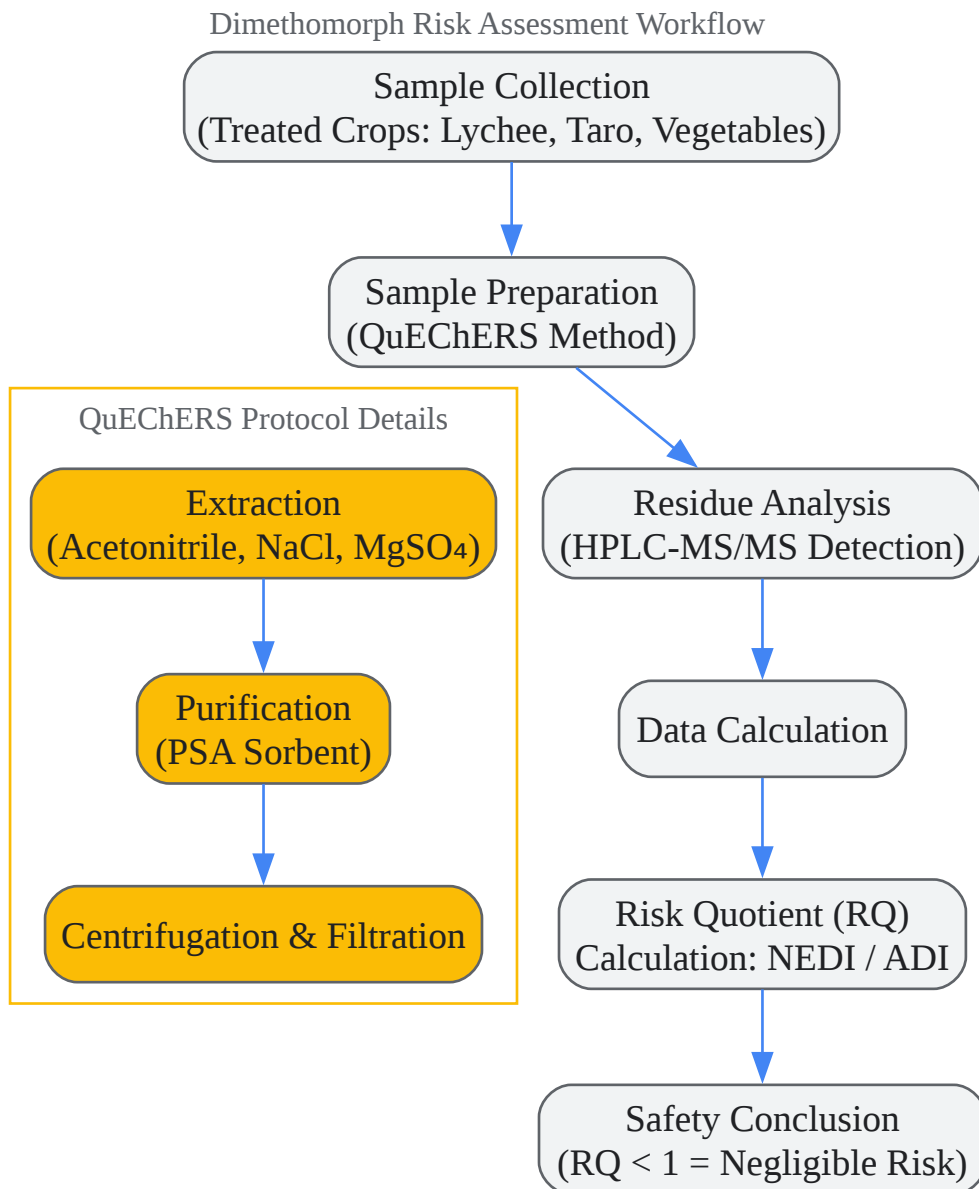 Dimethomorph Risk Assessment Workflow
Sample Collection
(Treated Crops: Lychee, Taro, Vegetables)
Sample Preparation
(QuEChERS Method)
QuEChERS Protocol Details
Extraction
(Acetonitrile, NaCl, MgSO₄)
Purification
(PSA Sorbent)
Centrifugation & Filtration
Residue Analysis
(HPLC-MS/MS Detection)
Data Calculation
Risk Quotient (RQ)
Calculation: NEDI / ADI
Safety Conclusion
(RQ < 1 = Negligible Risk)